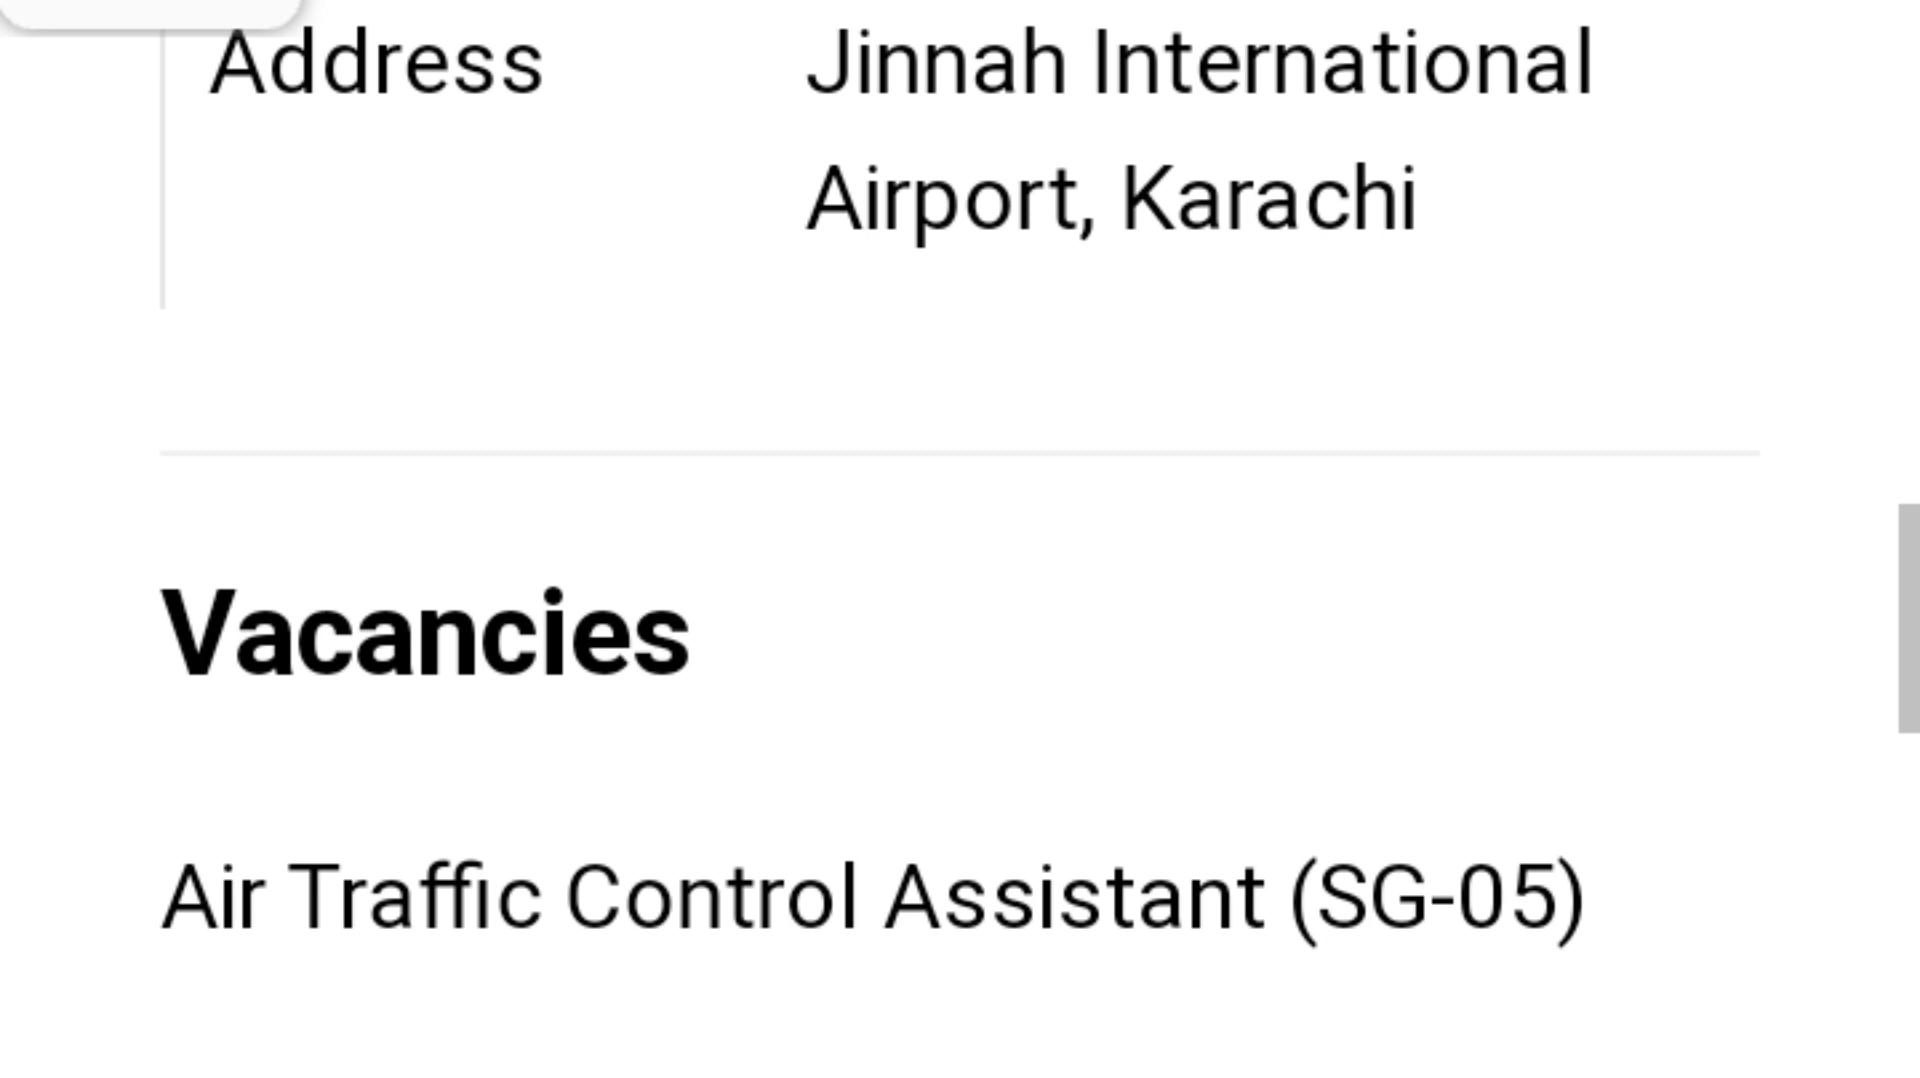 Address Jinnah International
Airport, Karachi
Vacancies
Air Traffic Control Assistant (SG-05)